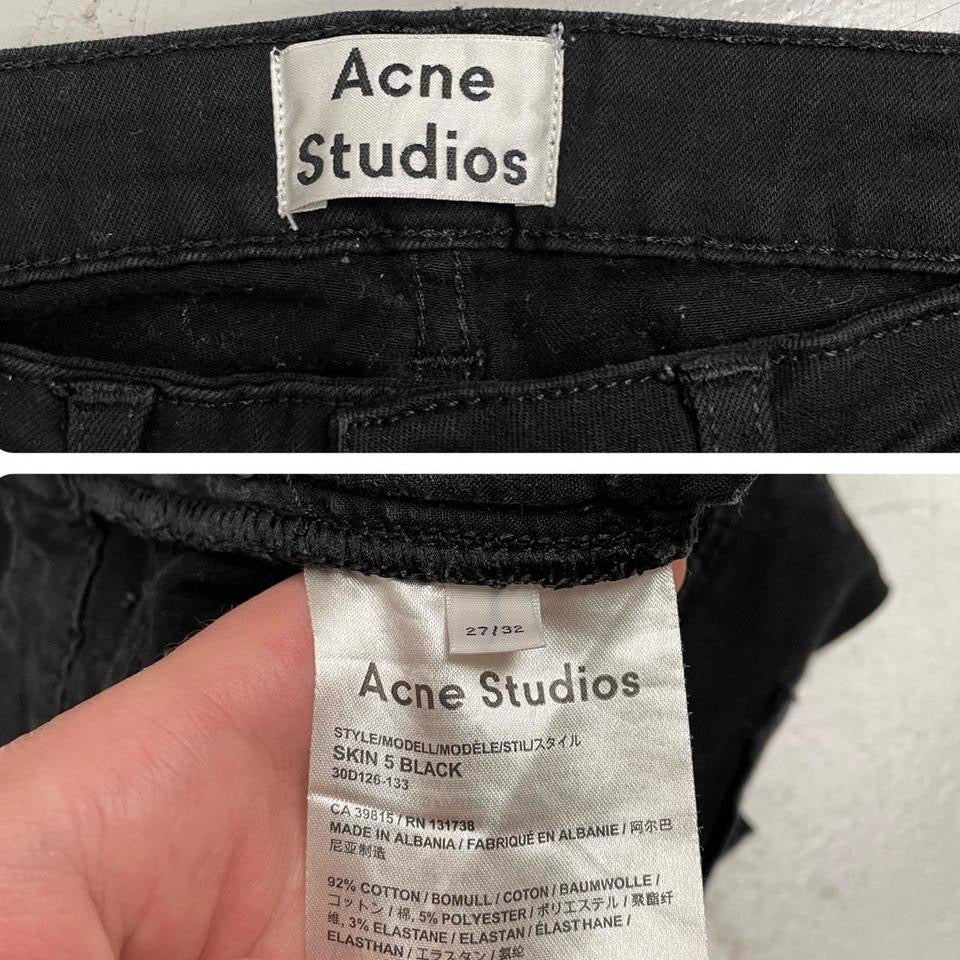 Acne
Studios
27/32
Acne Studios
STYLE/MODELL/MODÈLE/STIL/スタイル
SKIN 5 BLACK
30D126-133
CA 39815 / RN 131738
MADE IN ALBANIA / FABRIQUÉ EN ALBANIE / 阿尔巴
尼亚制造
92% COTTON / BOMULL / COTON / BAUMWOLLE /
コットン / 棉, 5% POLYESTER / ポリエステル / 聚酯纤
维, 3% ELASTANE / ELASTAN / ÉLASTHANE /
ELASTHAN / エラスタン / 氨纶